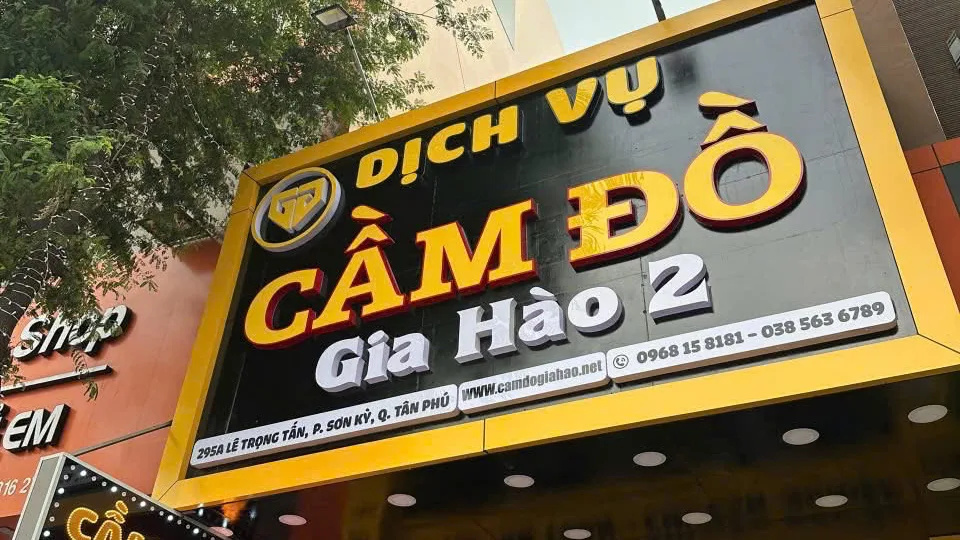 DỊCH VỤ
CẦM ĐỒ
Gia Hào 2
295A LÊ TRỌNG TẤN, P. SƠN KỲ, Q. TÂN PHÚ
www.camdogiahao.net
0968 15 8181 - 038 563 6789
Shop
EM
CẦ